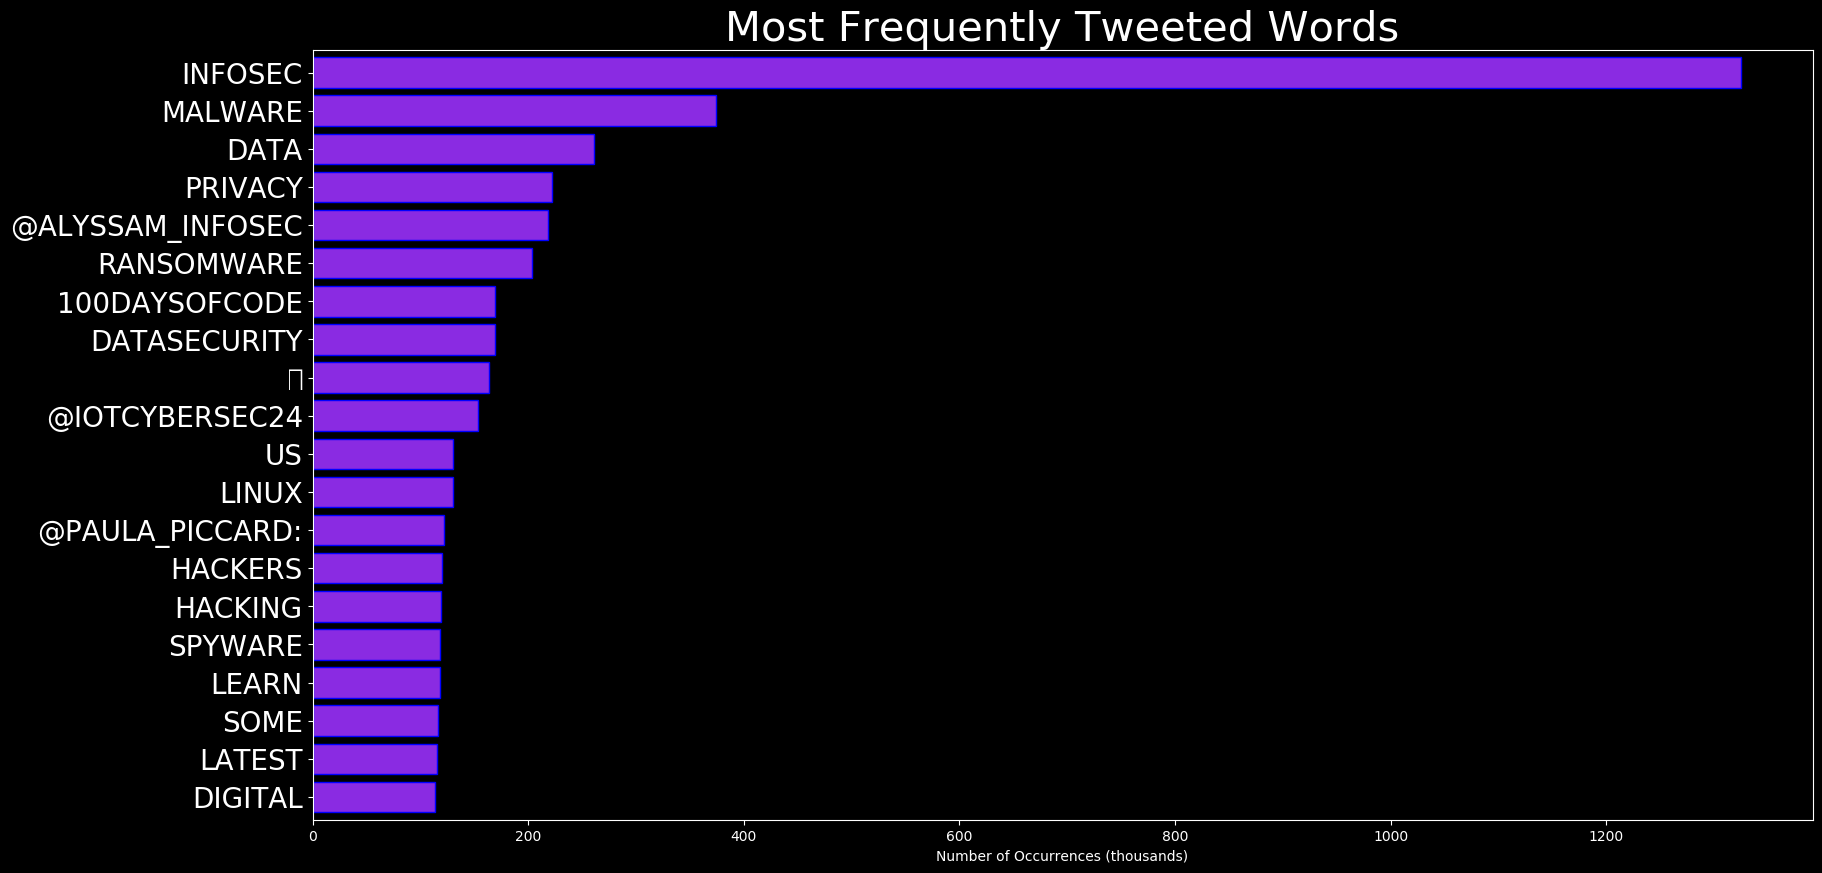 Most Frequently Tweeted Words
INFOSEC
MALWARE
DATA
PRIVACY
@ALYSSAM_INFOSEC
RANSOMWARE
100DAYSOFCODE
DATASECURITY
@IOTCYBERSEC24
US
LINUX
@PAULA_PICCARD:
HACKERS
HACKING
SPYWARE
LEARN
SOME
LATEST
DIGITAL
0 200 400 600 800 1000 1200
Number of Occurrences (thousands)